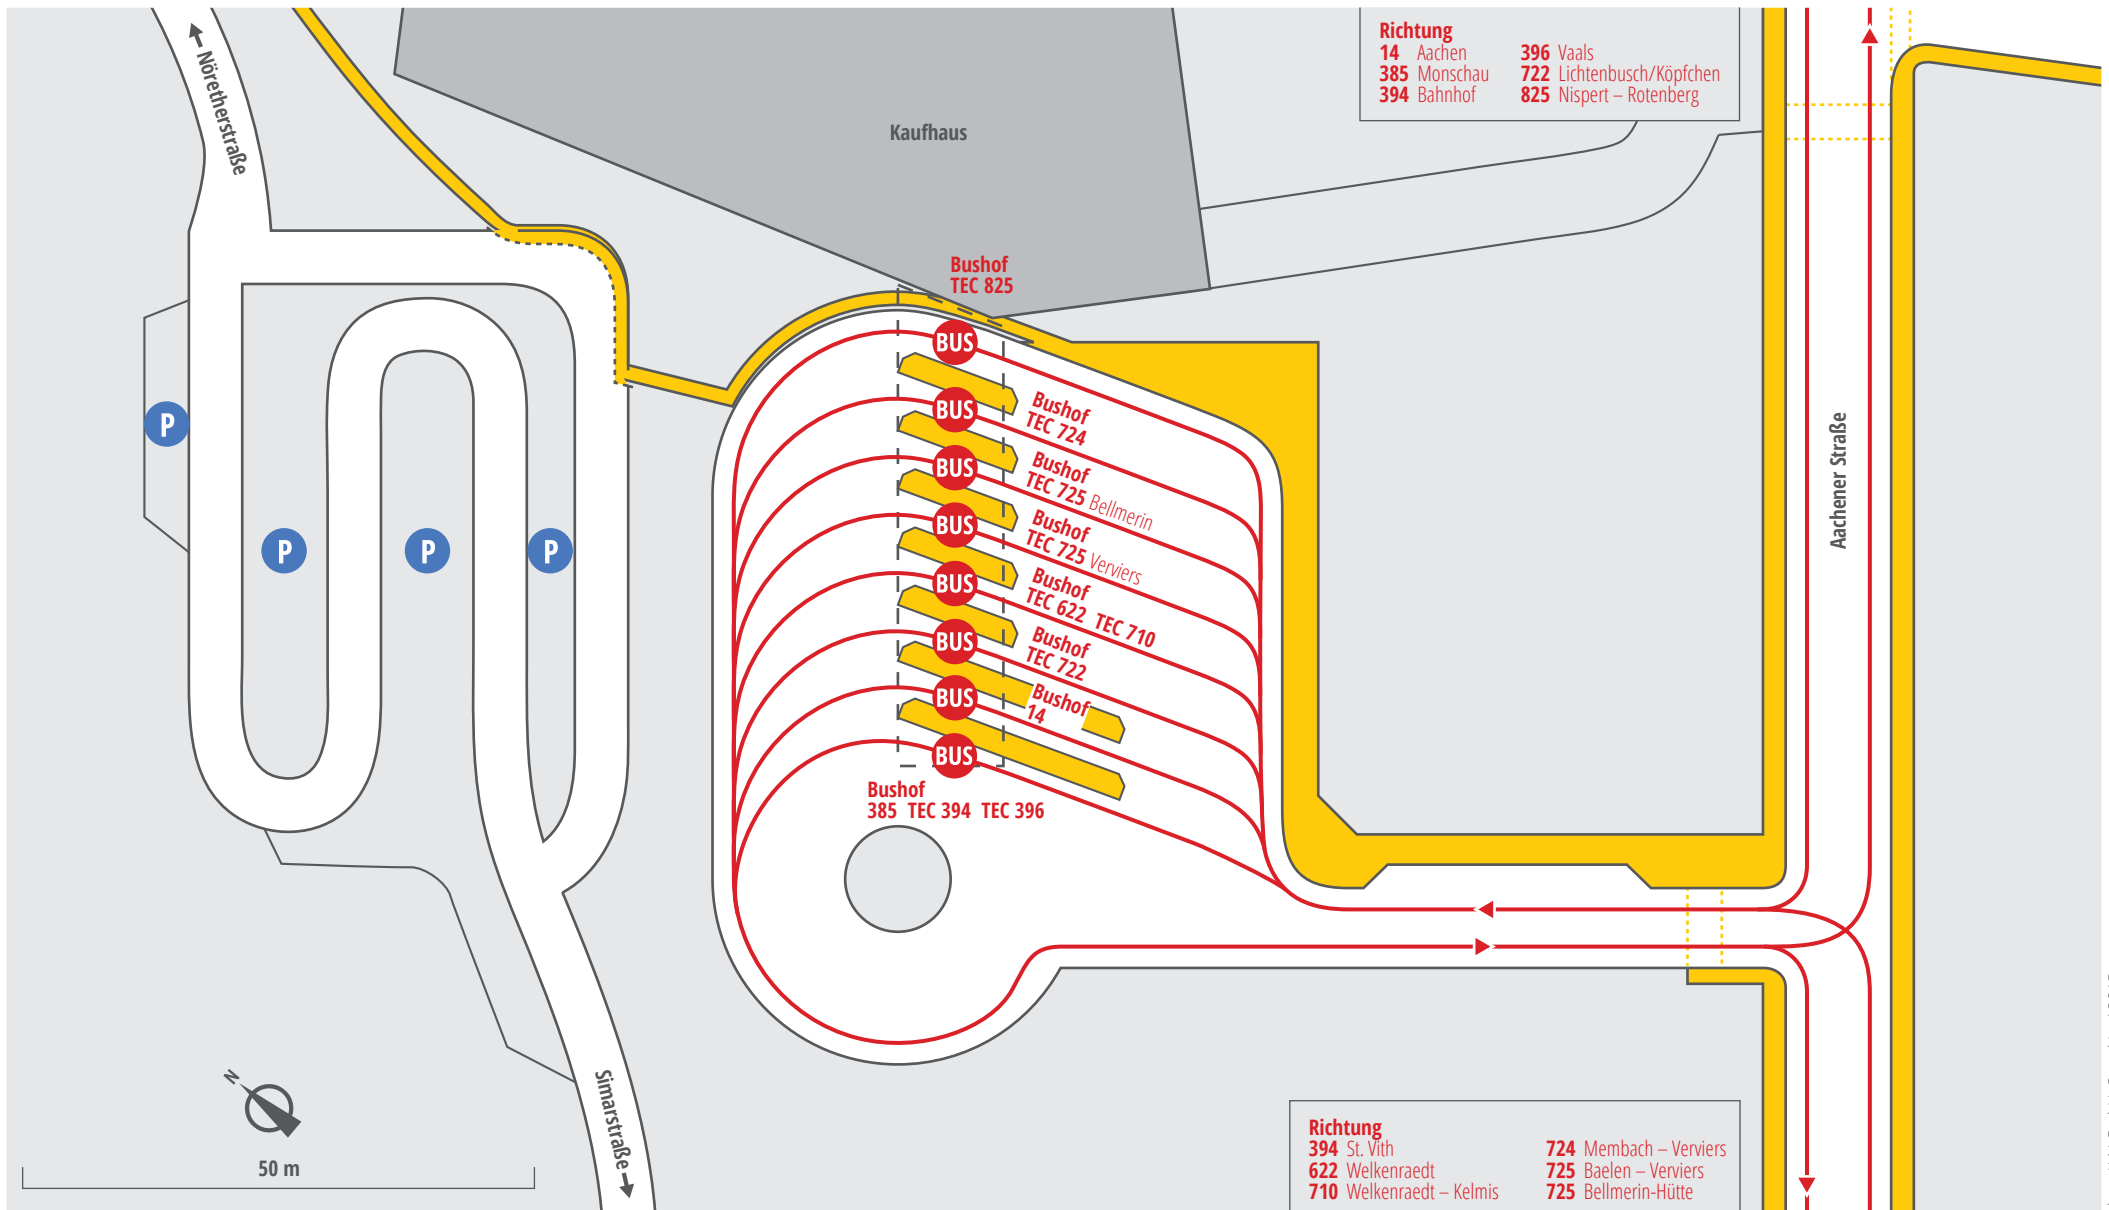 Nörether­straße
Richtung
14 Aachen
385 Monschau
394 Bahnhof
396 Vaals
722 Lichtenbusch/Köpfchen
825 Nispert – Rotenberg
Kaufhaus
Bushof
TEC 825
BUS
Bushof
TEC 724
BUS
Bushof
TEC 725 Bellmerin
BUS
Bushof
TEC 725 Verviers
BUS
Bushof
TEC 622 TEC 710
BUS
Bushof
TEC 722
BUS
Bushof
14
BUS
BUS
Bushof
385 TEC 394 TEC 396
P
P
P
P
Aachener Straße
N
50 m
Simarstraße
Richtung
394 St. Vith
622 Welkenraedt
710 Welkenraedt – Kelmis
724 Membach – Verviers
725 Baelen – Verviers
725 Bellmerin-Hütte